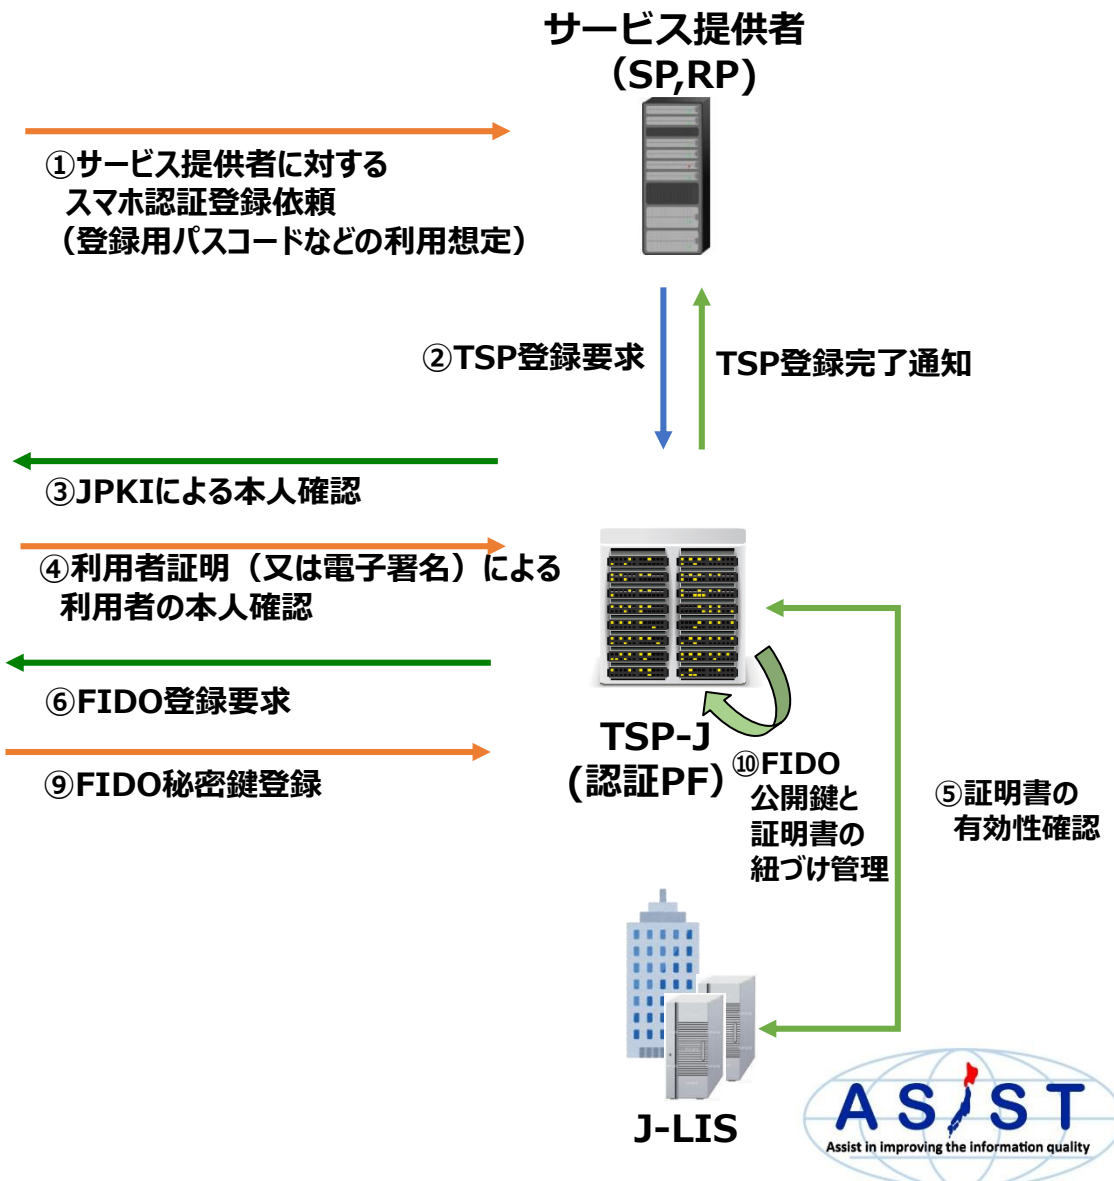 サービス提供者
（SP,RP)
①サービス提供者に対する
スマホ認証登録依頼
（登録用パスコードなどの利用想定）
②TSP登録要求
TSP登録完了通知
③JPKIによる本人確認
④利用者証明（又は電子署名）による
利用者の本人確認
⑥FIDO登録要求
⑨FIDO秘密鍵登録
TSP-J
(認証PF）
⑩FIDO
公開鍵と
証明書の
紐づけ管理
⑤証明書の
有効性確認
J-LIS
ASIST
Assist in improving the information quality